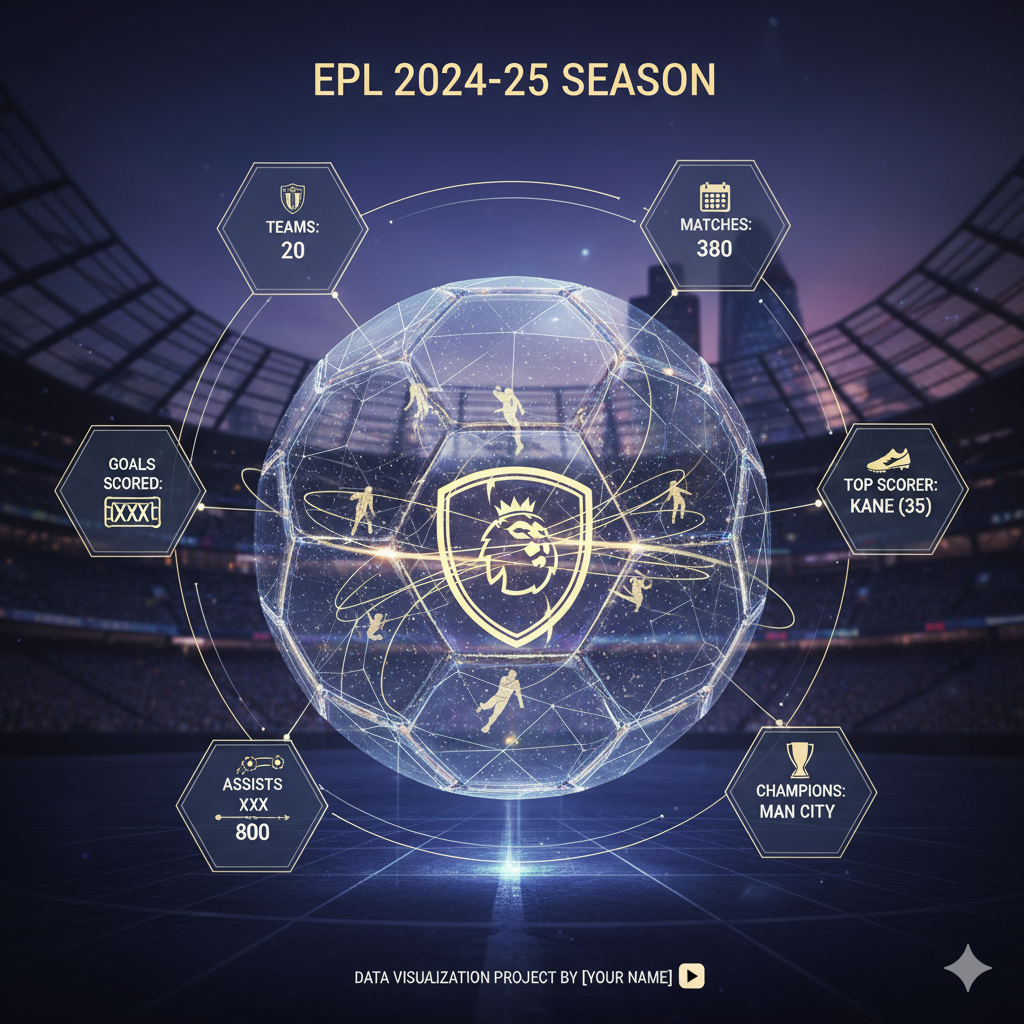 EPL 2024-25 SEASON
TEAMS:
20
MATCHES:
380
GOALS
SCORED:
XXX
TOP SCORER:
KANE (35)
ASSISTS
XXX
800
CHAMPIONS:
MAN CITY
DATA VISUALIZATION PROJECT BY [YOUR NAME]